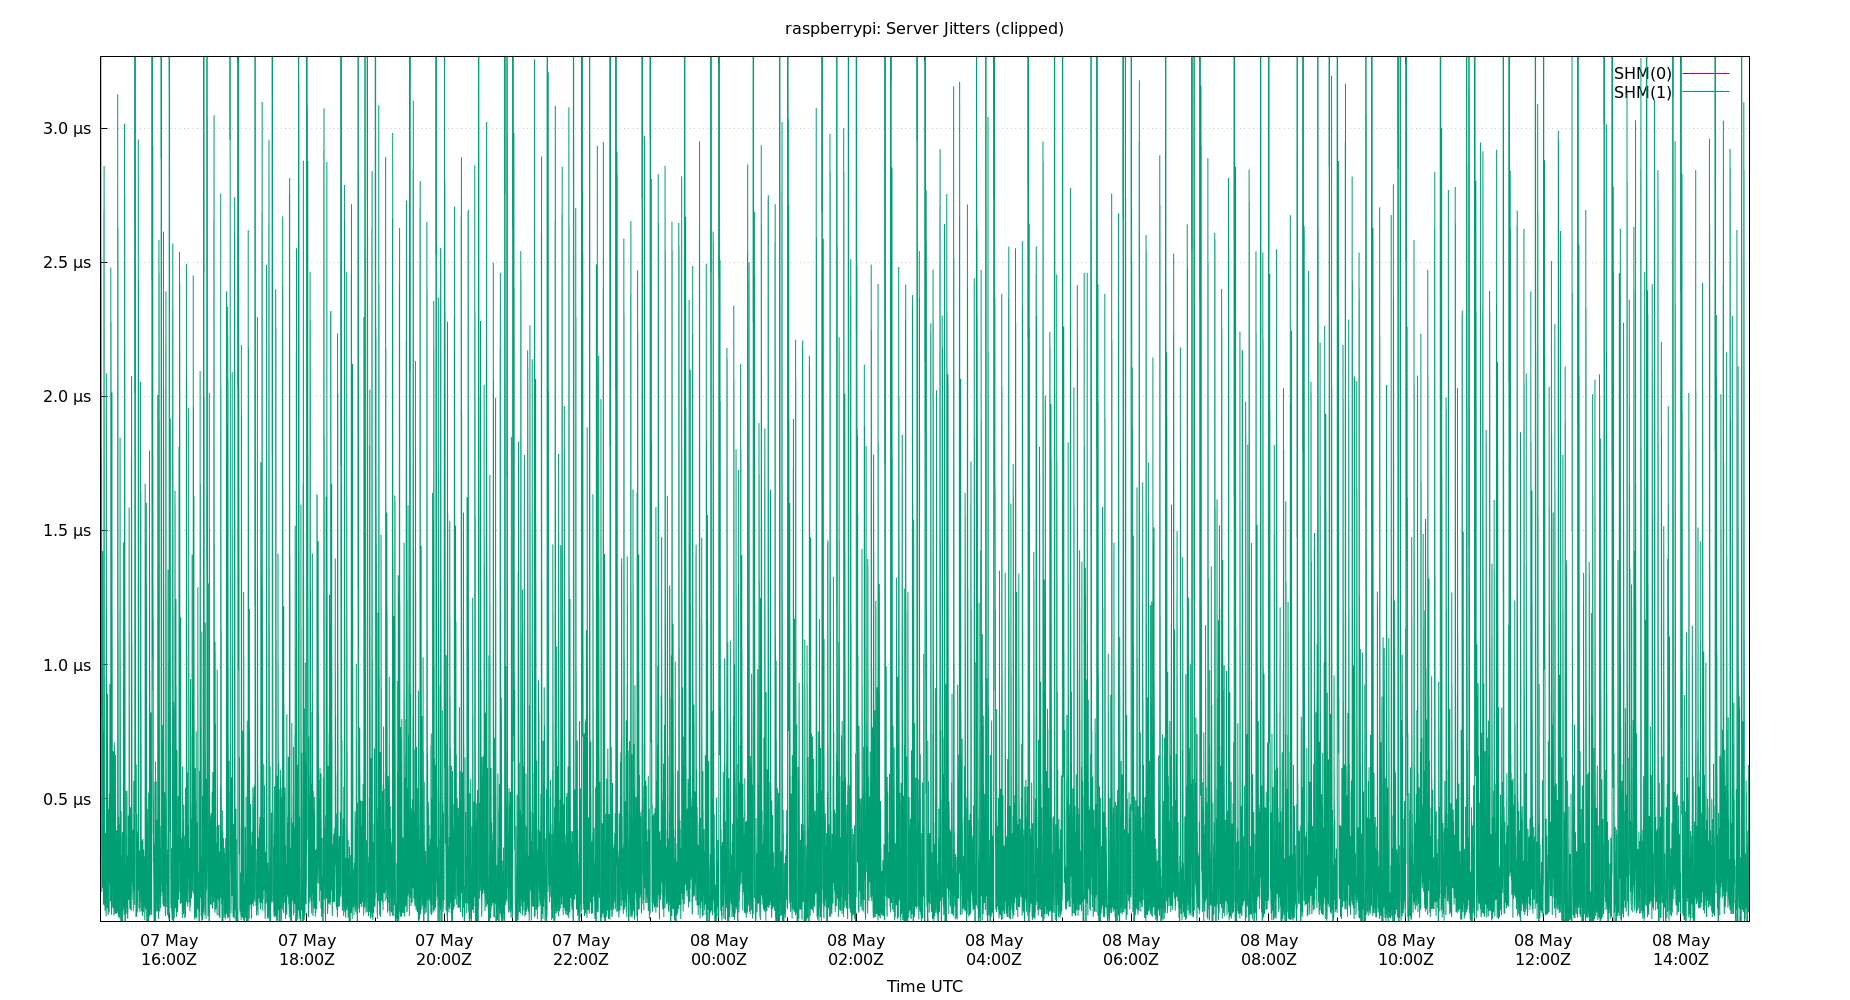 raspberrypi: Server Jitters (clipped)
SHM(0)
SHM(1)
3.0 µs
2.5 µs
2.0 µs
1.5 µs
1.0 µs
0.5 µs
07 May 07 May 07 May 07 May 08 May 08 May 08 May 08 May 08 May 08 May 08 May 08 May
16:00Z 18:00Z 20:00Z 22:00Z 00:00Z 02:00Z 04:00Z 06:00Z 08:00Z 10:00Z 12:00Z 14:00Z
Time UTC